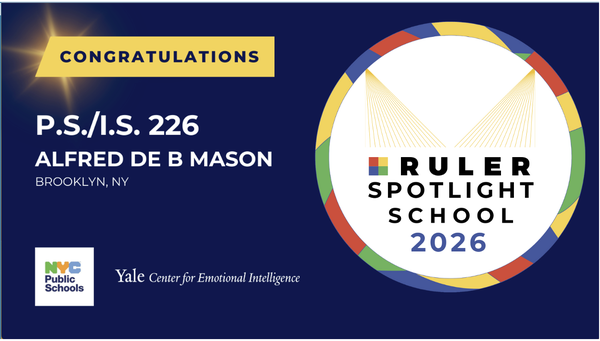 CONGRATULATIONS
P.S./I.S. 226
ALFRED DE B MASON
BROOKLYN, NY
NYC
Public
Schools
Yale Center for Emotional Intelligence
RULER
SPOTLIGHT
SCHOOL
2026